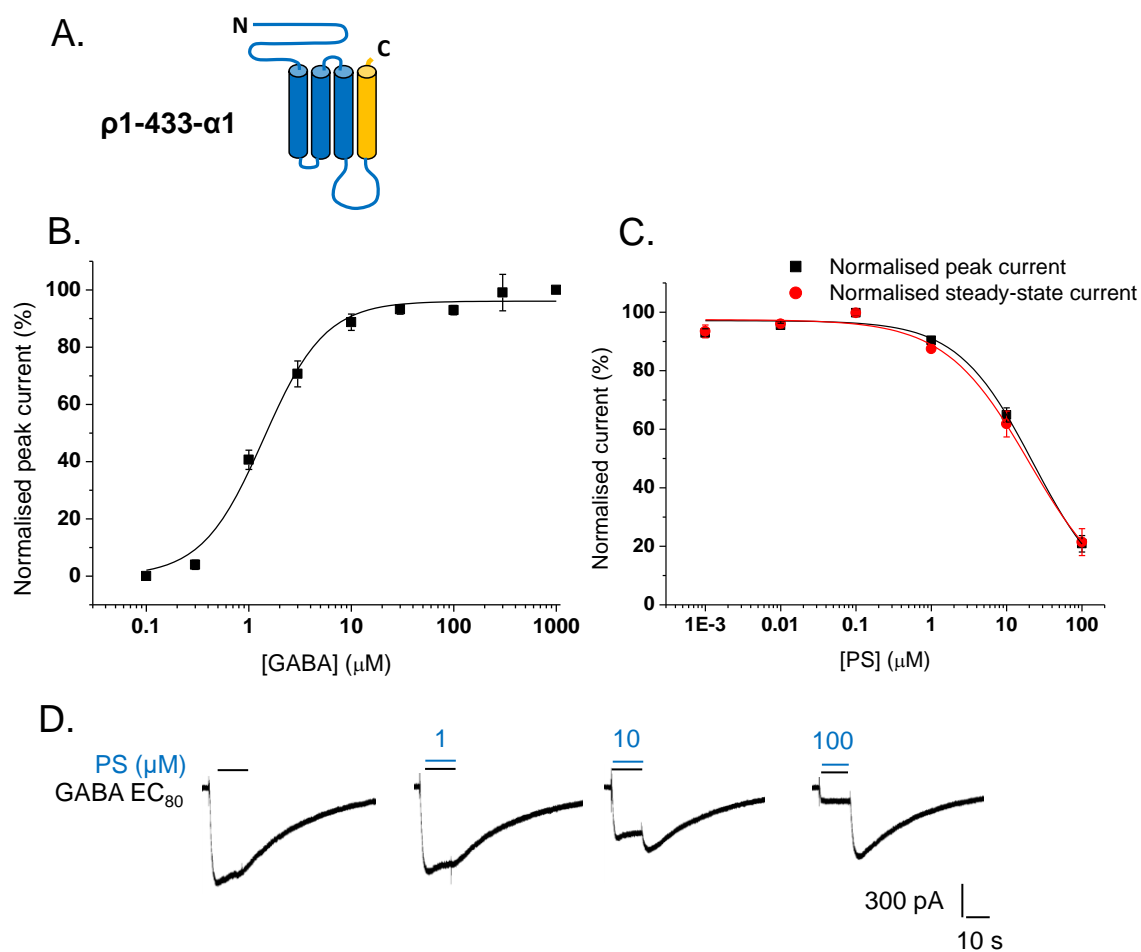 A.
N
C
ρ1-433-α1
B.
Normalised peak current (%)
100
80
60
40
20
0
0.1 1 10 100 1000
[GABA] (μM)
C.
Normalised peak current
Normalised steady-state current
Normalised current (%)
100
80
60
40
20
0
1E-3 0.01 0.1 1 10 100
[PS] (μM)
D.
PS (μM) 1 10 100
GABA EC₈₀
300 pA
10 s